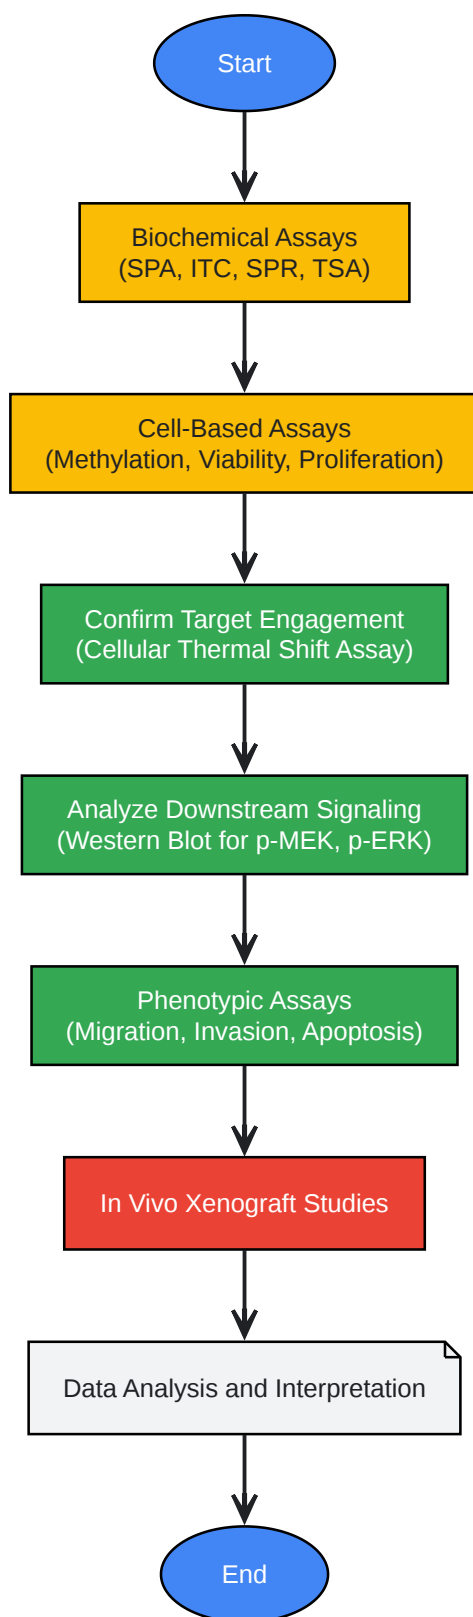 Start
Biochemical Assays
(SPA, ITC, SPR, TSA)
Cell-Based Assays
(Methylation, Viability, Proliferation)
Confirm Target Engagement
(Cellular Thermal Shift Assay)
Analyze Downstream Signaling
(Western Blot for p-MEK, p-ERK)
Phenotypic Assays
(Migration, Invasion, Apoptosis)
In Vivo Xenograft Studies
Data Analysis and Interpretation
End